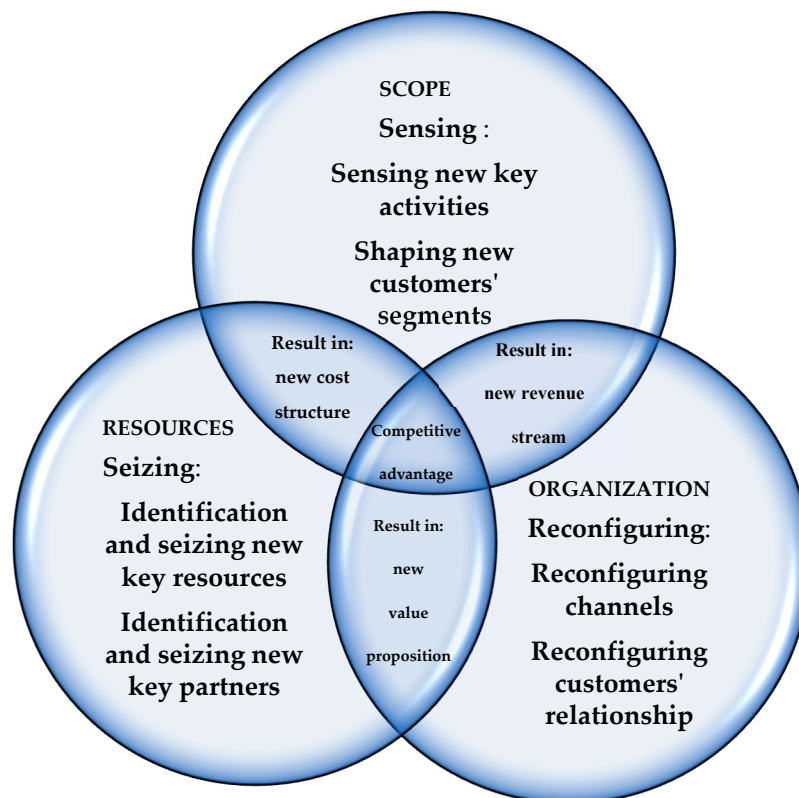 SCOPE
Sensing :
Sensing new key
activities
Shaping new
customers'
segments
Result in:
new cost
structure
Result in:
new revenue
stream
Competitive
advantage
RESOURCES
Seizing:
Identification
and seizing new
key resources
Identification
and seizing new
key partners
Result in:
new
value
proposition
ORGANIZATION
Reconfiguring:
Reconfiguring
channels
Reconfiguring
customers'
relationship